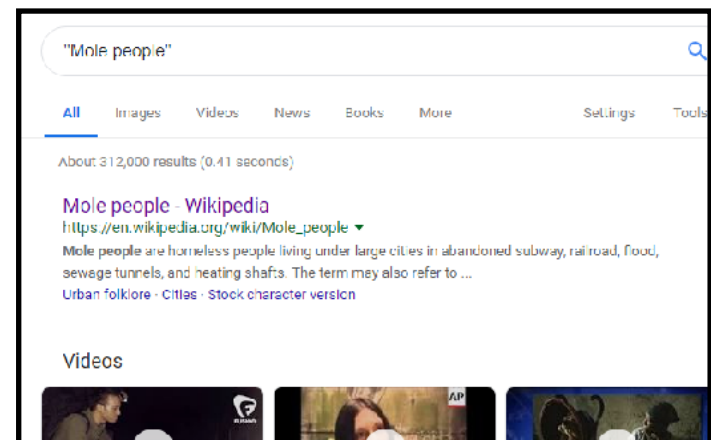 "Mole people"
All Images Videos News Books More Settings Tools
About 312,000 results (0.41 seconds)
Mole people - Wikipedia
https://en.wikipedia.org/wiki/Mole_people
Mole people are homeless people living under large cities in abandoned subway, railroad, flood,
sewage tunnels, and heating shafts. The term may also refer to ...
Urban folklore · Cities · Stock character version
Videos
AP